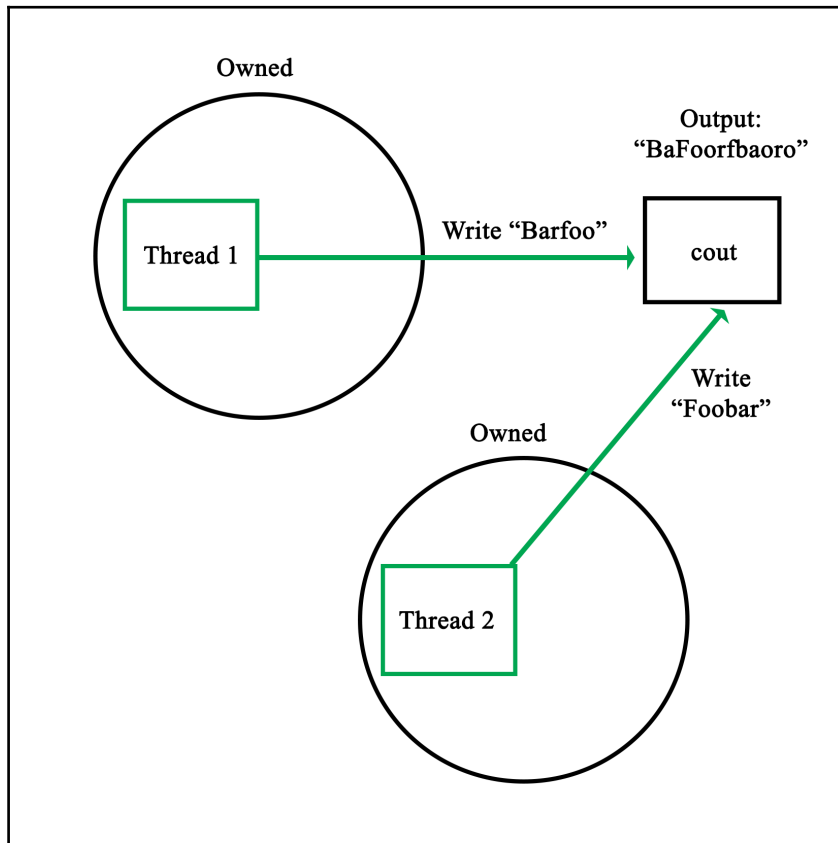 Owned
Output:
“BaFoorfbaoro”
Thread 1
Write “Barfoo”
cout
Write
“Foobar”
Owned
Thread 2